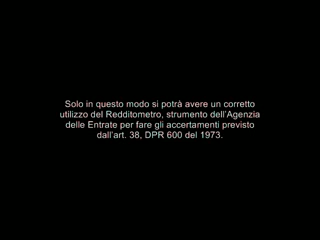 Solo in questo modo si potrà avere un corretto
utilizzo del Redditometro, strumento dell'Agenzia
delle Entrate per fare gli accertamenti previsto
dall'art. 38, DPR 600 del 1973.